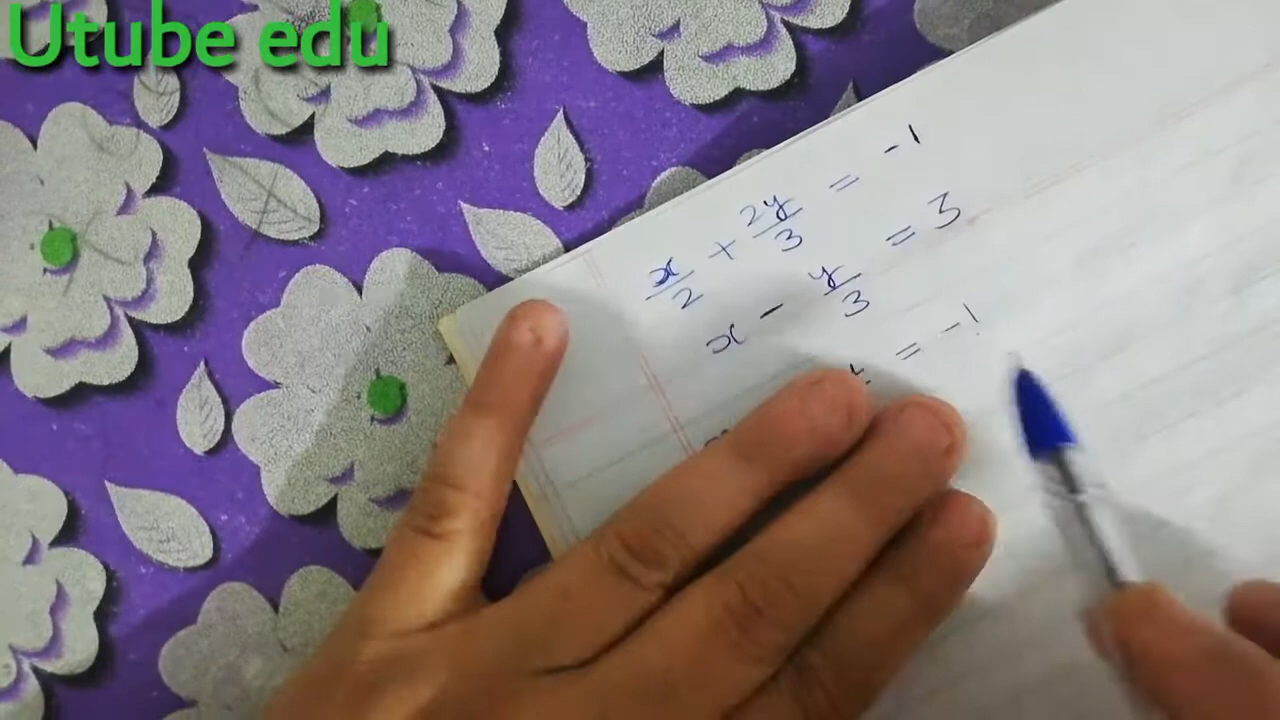 Utube edu
x/2 + 2y/3 = -1
x - y/3 = 3
= -1